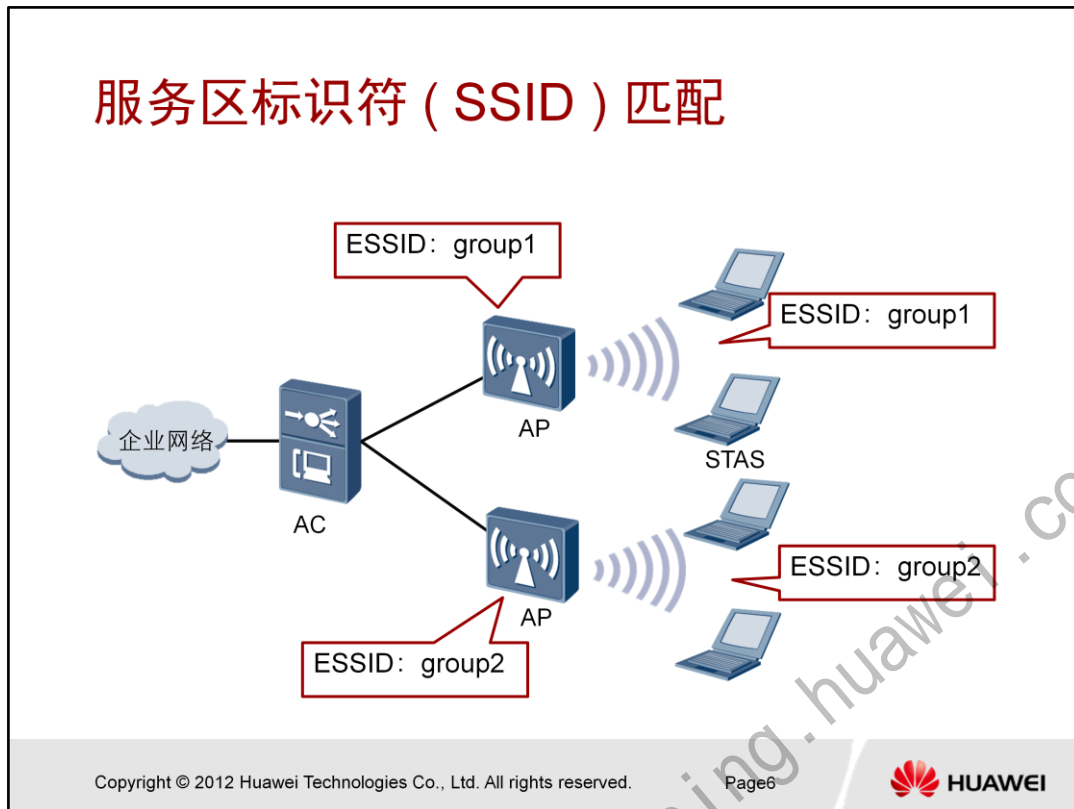 服务区标识符（SSID）匹配
ESSID：group1
ESSID：group1
AP
STAS
企业网络
AC
AP
ESSID：group2
ESSID：group2
ing.huawei.co
Copyright © 2012 Huawei Technologies Co., Ltd. All rights reserved.
Page6
HUAWEI